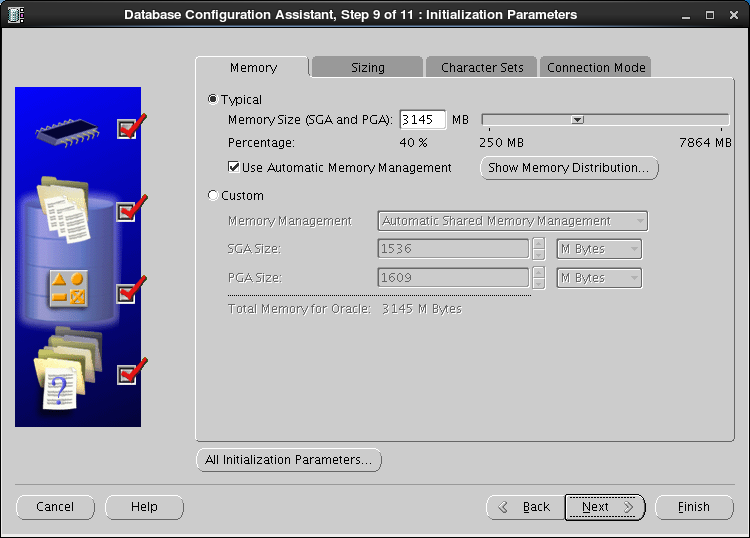 Database Configuration Assistant, Step 9 of 11 : Initialization Parameters
Memory Sizing Character Sets Connection Mode
Typical
Memory Size (SGA and PGA): 3145 MB
Percentage: 40 % 250 MB 7864 MB
Use Automatic Memory Management Show Memory Distribution...
Custom
Memory Management Automatic Shared Memory Management
SGA Size: 1536 M Bytes
PGA Size: 1609 M Bytes
Total Memory for Oracle: 3145 M Bytes
?
All Initialization Parameters...
Cancel Help Back Next Finish